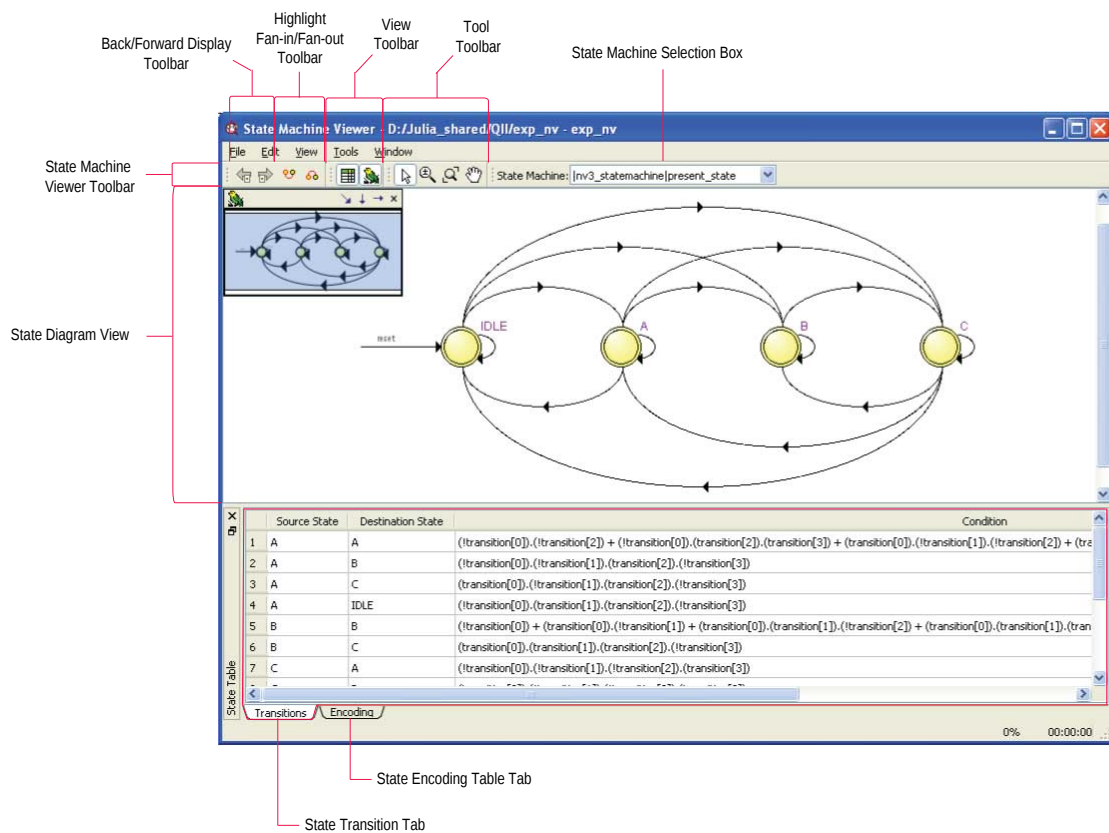 Back/Forward Display
Toolbar
Highlight
Fan-in/Fan-out
Toolbar
View
Toolbar
Tool
Toolbar
State Machine Selection Box
State Machine
Viewer Toolbar
State Diagram View
State Machine Viewer - D:/Julia_shared/QII/exp_nv - exp_nv
File Edit View Tools Window
State Machine: |nv3_statemachine|present_state
IDLE
A
B
C
reset
State Table
Source State Destination State Condition
1 A A (!transition[0]).(!transition[2]) + (!transition[0]).(transition[2]).(transition[3]) + (transition[0]).(!transition[1]).(!transition[2]) + (tra
2 A B (!transition[0]).(!transition[1]).(transition[2]).(!transition[3])
3 A C (transition[0]).(!transition[1]).(transition[2]).(!transition[3])
4 A IDLE (!transition[0]).(transition[1]).(transition[2]).(!transition[3])
5 B B (!transition[0]) + (transition[0]).(!transition[1]) + (transition[0]).(transition[1]).(!transition[2]) + (transition[0]).(transition[1]).(tran
6 B C (transition[0]).(transition[1]).(transition[2]).(!transition[3])
7 C A (!transition[0]).(!transition[1]).(!transition[2]).(transition[3])
Transitions Encoding
0% 00:00:00
State Encoding Table Tab
State Transition Tab